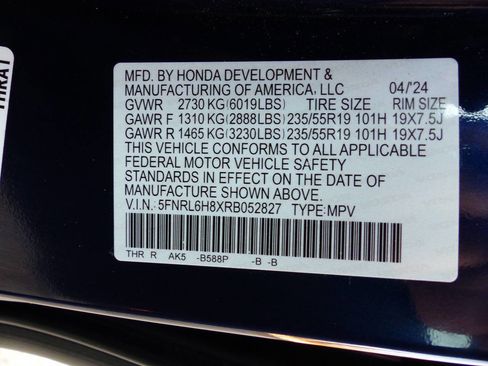 THRA1
MFD. BY HONDA DEVELOPMENT &
MANUFACTURING OF AMERICA, LLC 04/'24
GVWR 2730 KG (6019LBS) TIRE SIZE RIM SIZE
GAWR F 1310 KG (2888LBS) 235/55R19 101H 19X7.5J
GAWR R 1465 KG (3230LBS) 235/55R19 101H 19X7.5J
THIS VEHICLE CONFORMS TO ALL APPLICABLE
FEDERAL MOTOR VEHICLE SAFETY
STANDARDS IN EFFECT ON THE DATE OF
MANUFACTURE SHOWN ABOVE.
V.I.N.: 5FNRL6H8XRB052827 TYPE: MPV
THR R AK5 -B588P -B -B